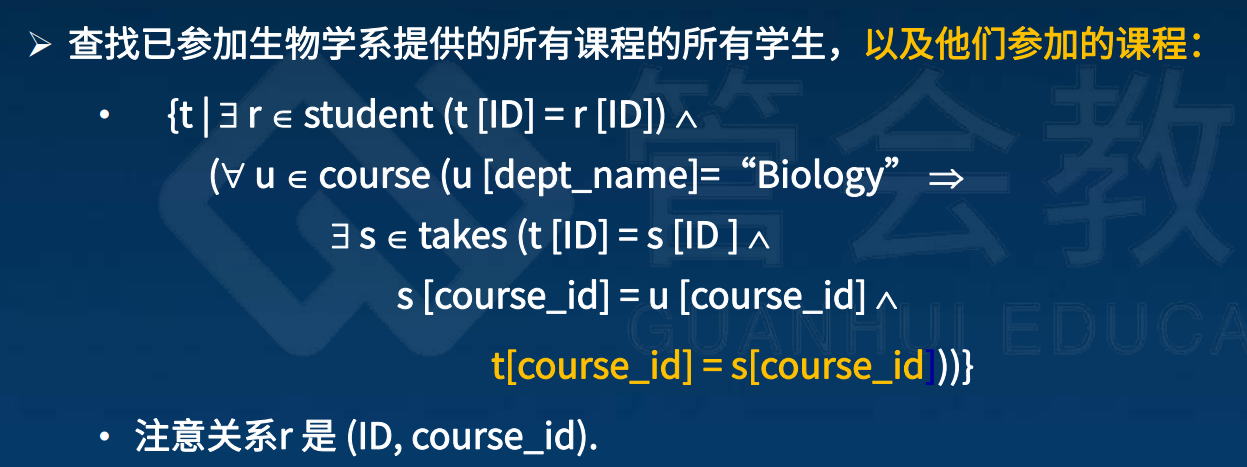 ➢ 查找已参加生物学系提供的所有课程的所有学生，以及他们参加的课程：
• {t | ∃ r ∈ student (t [ID] = r [ID]) ∧
(∀ u ∈ course (u [dept_name]=“Biology” ⇒
∃ s ∈ takes (t [ID] = s [ID ] ∧
s [course_id] = u [course_id] ∧
t[course_id] = s[course_id]))}
• 注意关系r 是 (ID, course_id).
管会教
GUANHUI EDUCA